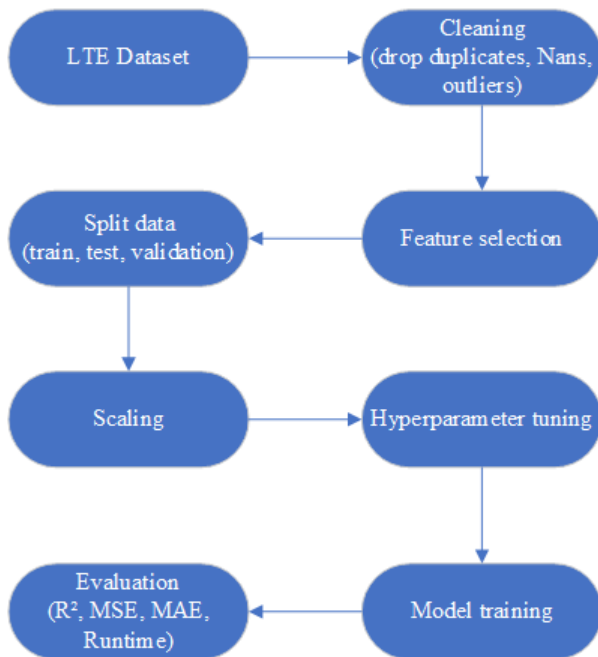 LTE Dataset
Cleaning
(drop duplicates, Nans,
outliers)
Feature selection
Split data
(train, test, validation)
Scaling
Hyperparameter tuning
Model training
Evaluation
(R², MSE, MAE,
Runtime)